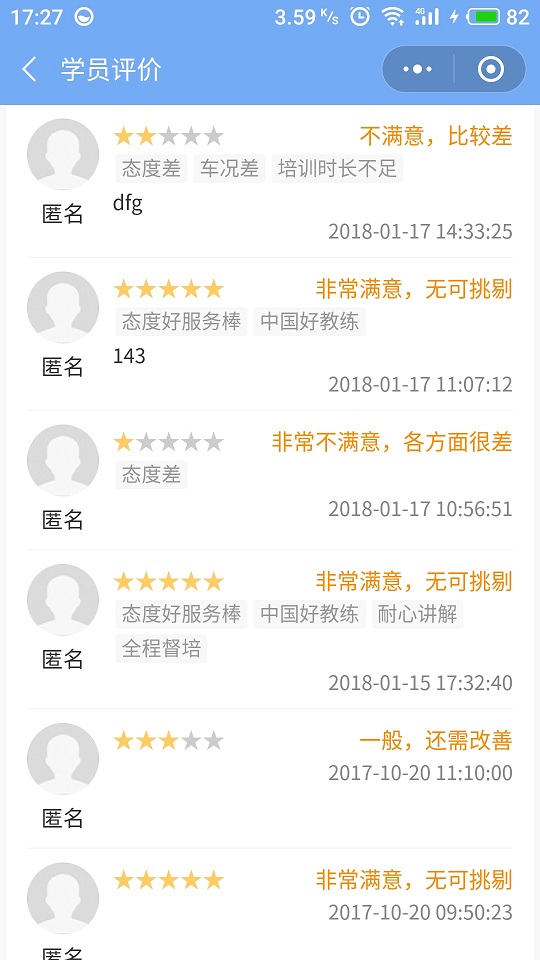 17:27 3.59 K/s 4G 82
学员评价
不满意，比较差
态度差 车况差 培训时长不足
dfg
匿名
2018-01-17 14:33:25
非常满意，无可挑剔
态度好服务棒 中国好教练
143
匿名
2018-01-17 11:07:12
非常不满意，各方面很差
态度差
2018-01-17 10:56:51
匿名
非常满意，无可挑剔
态度好服务棒 中国好教练 耐心讲解
全程督培
匿名
2018-01-15 17:32:40
一般，还需改善
2017-10-20 11:10:00
匿名
非常满意，无可挑剔
2017-10-20 09:50:23
匿名